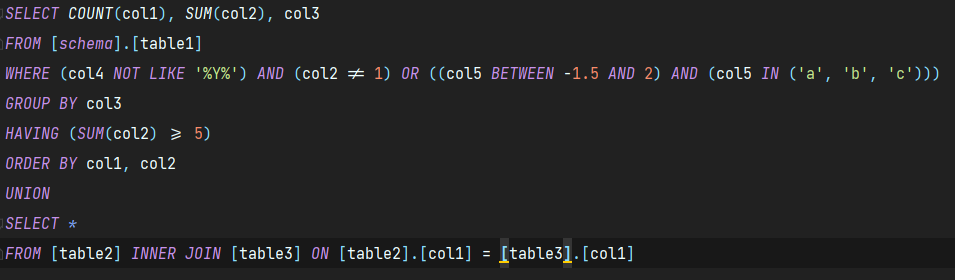 SELECT COUNT(col1), SUM(col2), col3
FROM [schema].[table1]
WHERE (col4 NOT LIKE '%Y%') AND (col2 ≠ 1) OR ((col5 BETWEEN -1.5 AND 2) AND (col5 IN ('a', 'b', 'c')))
GROUP BY col3
HAVING (SUM(col2) ⩾ 5)
ORDER BY col1, col2
UNION
SELECT *
FROM [table2] INNER JOIN [table3] ON [table2].[col1] = [table3].[col1]